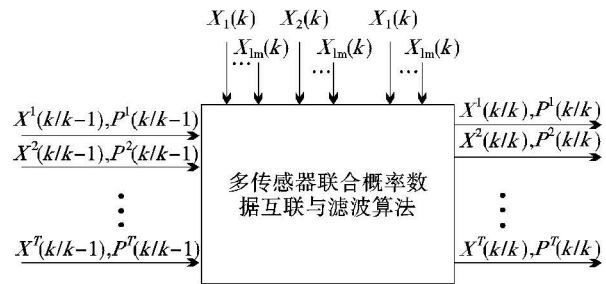 X₁(k) X₂(k) X₁(k)
X₁ₘ(k) X₁ₘ(k) X₁ₘ(k)
... ... ...
X¹(k/k−1),P¹(k/k−1)
X²(k/k−1),P²(k/k−1)
⋮
Xᵀ(k/k−1),Pᵀ(k/k−1)
多传感器联合概率数
据互联与滤波算法
X¹(k/k),P¹(k/k)
X²(k/k),P²(k/k)
⋮
Xᵀ(k/k),Pᵀ(k/k)